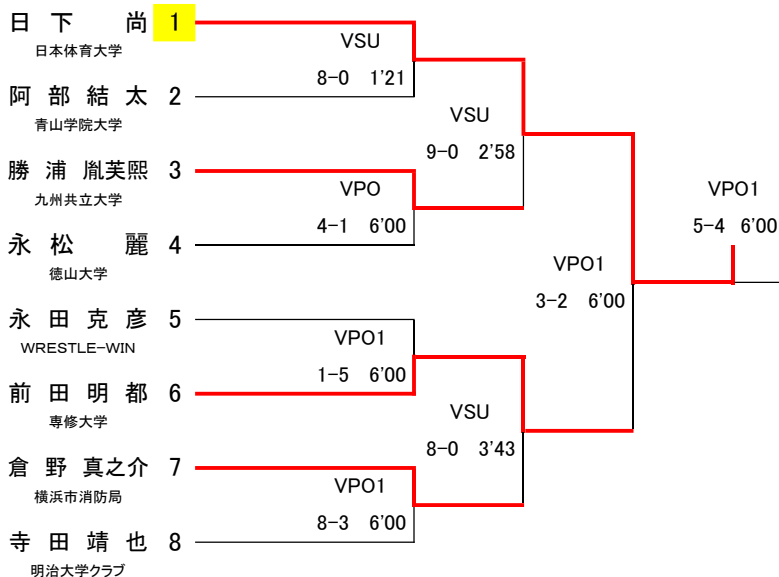 日下 尚 1
日本体育大学
VSU
8-0 1'21
阿部結太 2
青山学院大学
VSU
9-0 2'58
勝浦 胤芙熙 3
九州共立大学
VPO
4-1 6'00
VPO1
5-4 6'00
永松 麗 4
徳山大学
VPO1
3-2 6'00
永田克彦 5
WRESTLE-WIN
VPO1
1-5 6'00
前田明都 6
専修大学
VSU
8-0 3'43
倉野 真之介 7
横浜市消防局
VPO1
8-3 6'00
寺田靖也 8
明治大学クラブ